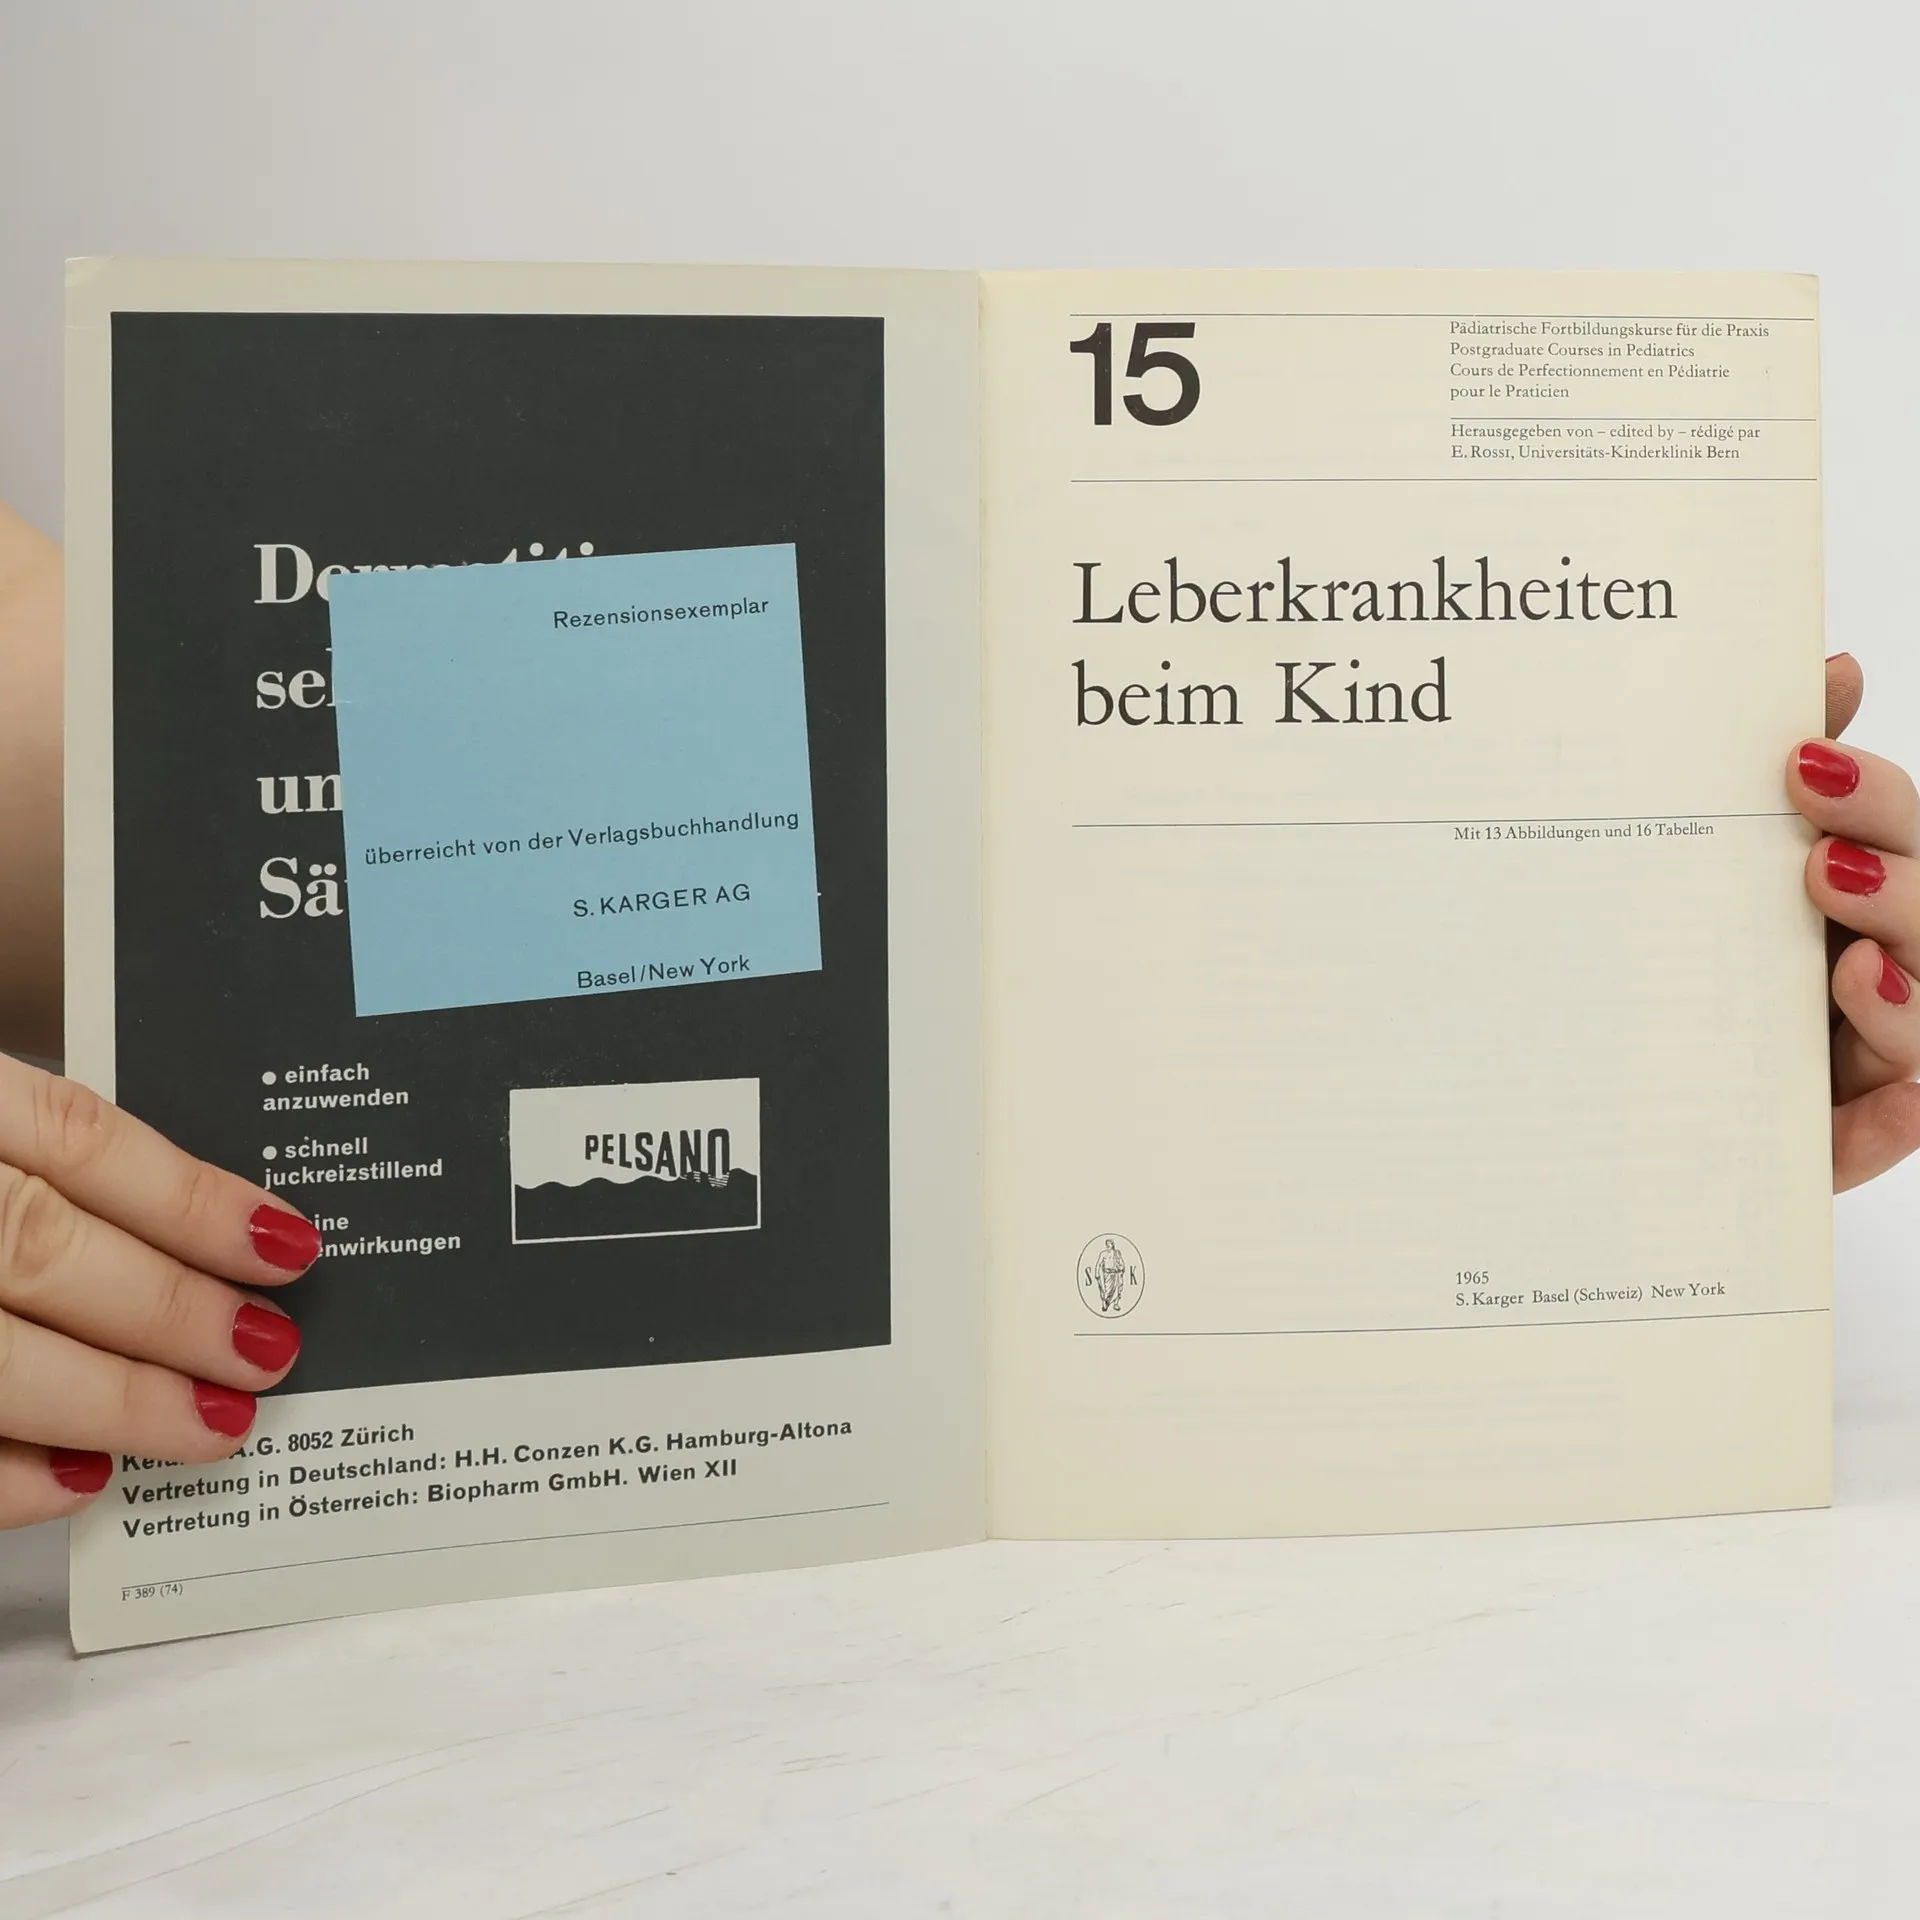 sel
un
Rezensionsexemplar
überreicht von der Verlagsbuchhandlung
S. KARGER AG
Basel/New York
● einfach
anzuwenden
● schnell
juckreizstillend
PELSANO
A.G. 8052 Zürich
Vertretung in Deutschland: H.H. Conzen K.G. Hamburg-Altona
Vertretung in Österreich: Biopharm GmbH. Wien XII
F 389 (74)
15
Pädiatrische Fortbildungskurse für die Praxis
Postgraduate Courses in Pediatrics
Cours de Perfectionnement en Pédiatrie
pour le Praticien
Herausgegeben von – edited by – rédigé par
E. Rossi, Universitäts-Kinderklinik Bern
Leberkrankheiten
beim Kind
Mit 13 Abbildungen und 16 Tabellen
S K
1965
S. Karger Basel (Schweiz) New York